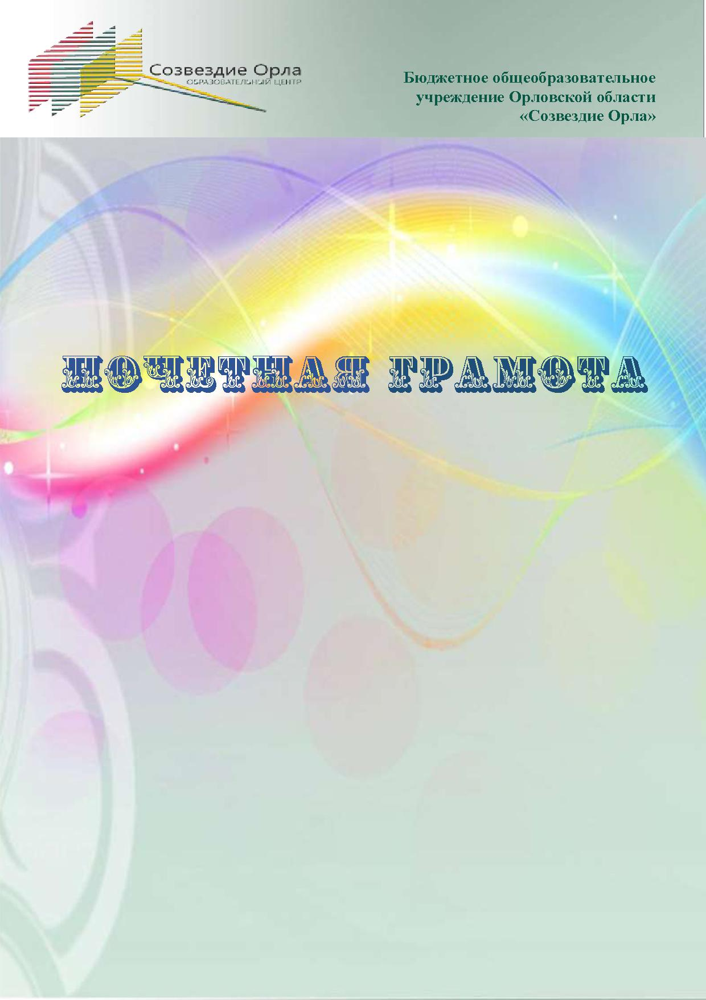 Созвездие Орла
ОБРАЗОВАТЕЛЬНЫЙ ЦЕНТР
Бюджетное общеобразовательное
учреждение Орловской области
«Созвездие Орла»
ПОЧЕТНАЯ ГРАМОТА